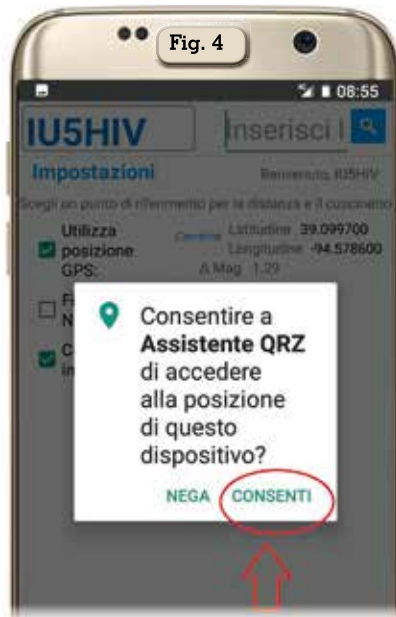 Fig. 4
08:55
IU5HIV
Inserisci
Impostazioni
Benvenuto, IU5HIV
Scegli un punto di riferimento per la distanza e il cuscinetto
Utilizza
posizione
GPS:
Latitudine 39.099700
Longitudine -94.578600
Δ Mag 1.29
Consentire a
Assistente QRZ
di accedere
alla posizione
di questo
dispositivo?
NEGA CONSENTI